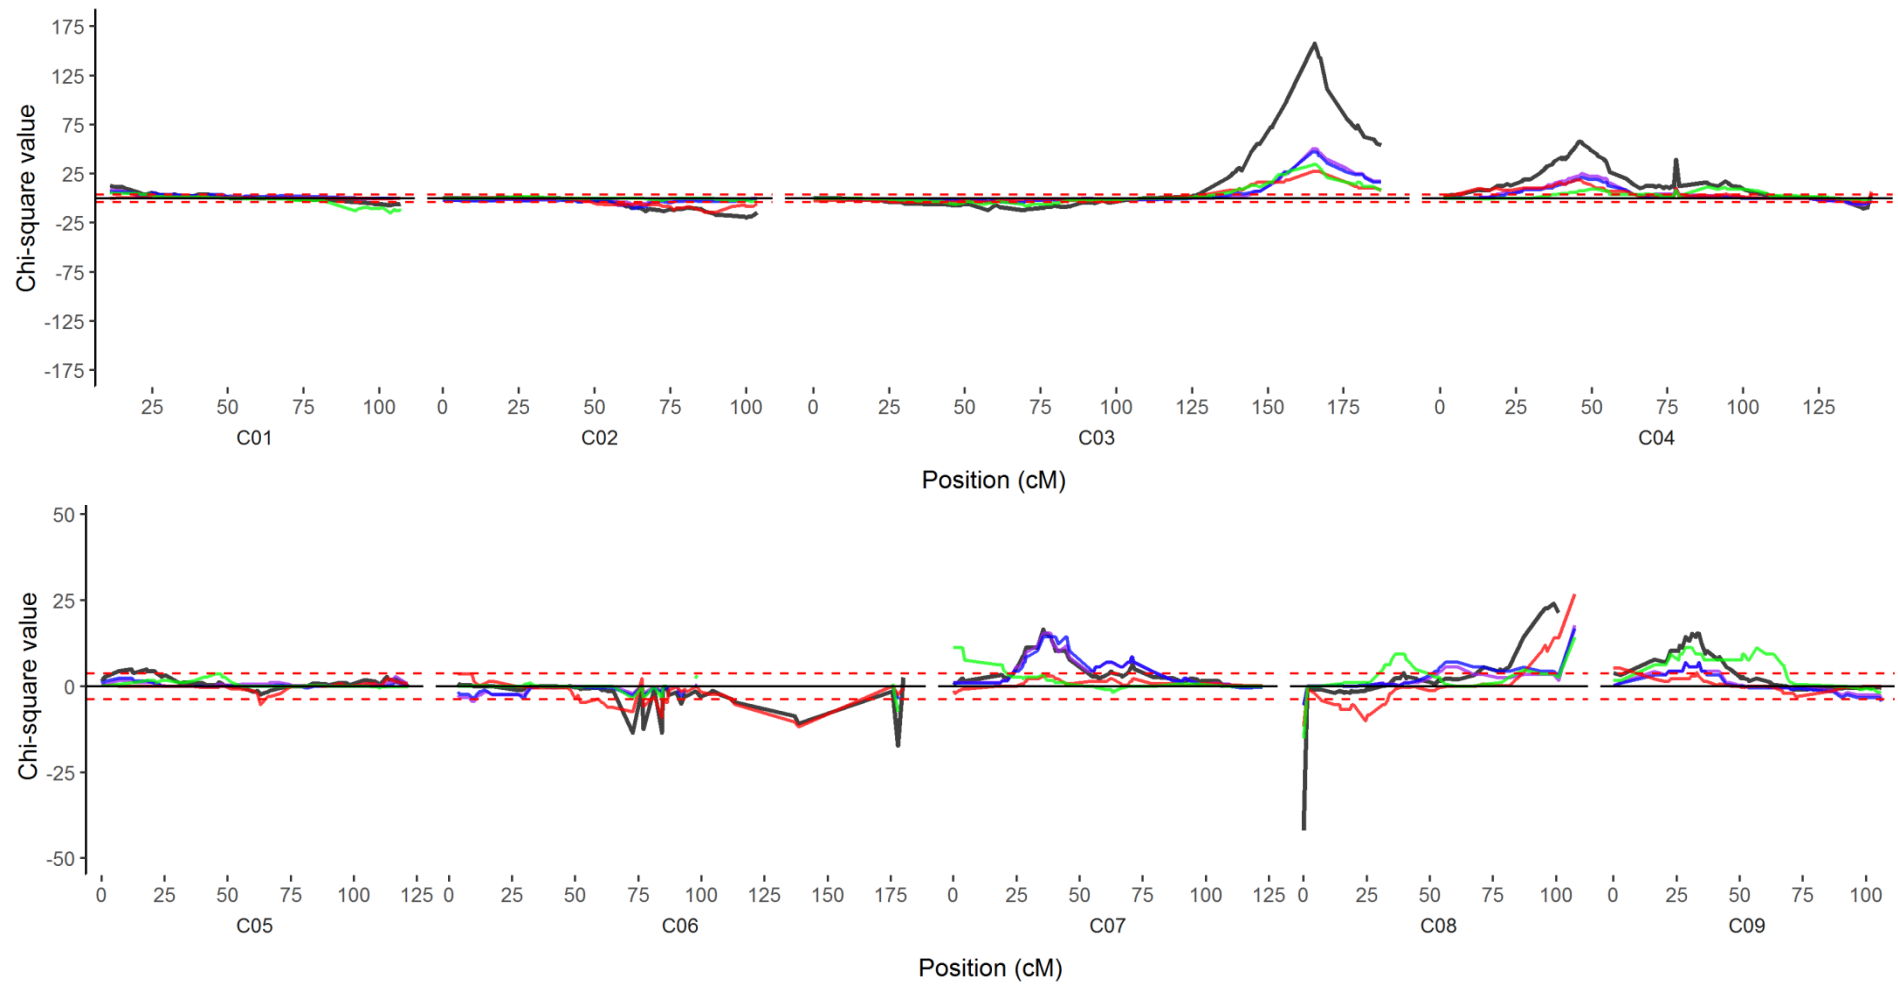 Chi-square value
175
125
75
25
-25
-75
-125
-175
25 50 75 100 0 25 50 75 100 0 25 50 75 100 125 150 175 0 25 50 75 100 125
C01 C02 C03 C04
Position (cM)
Chi-square value
50
25
0
-25
-50
0 25 50 75 100 125 0 25 50 75 100 125 150 175 0 25 50 75 100 125 0 25 50 75 100 0 25 50 75 100
C05 C06 C07 C08 C09
Position (cM)